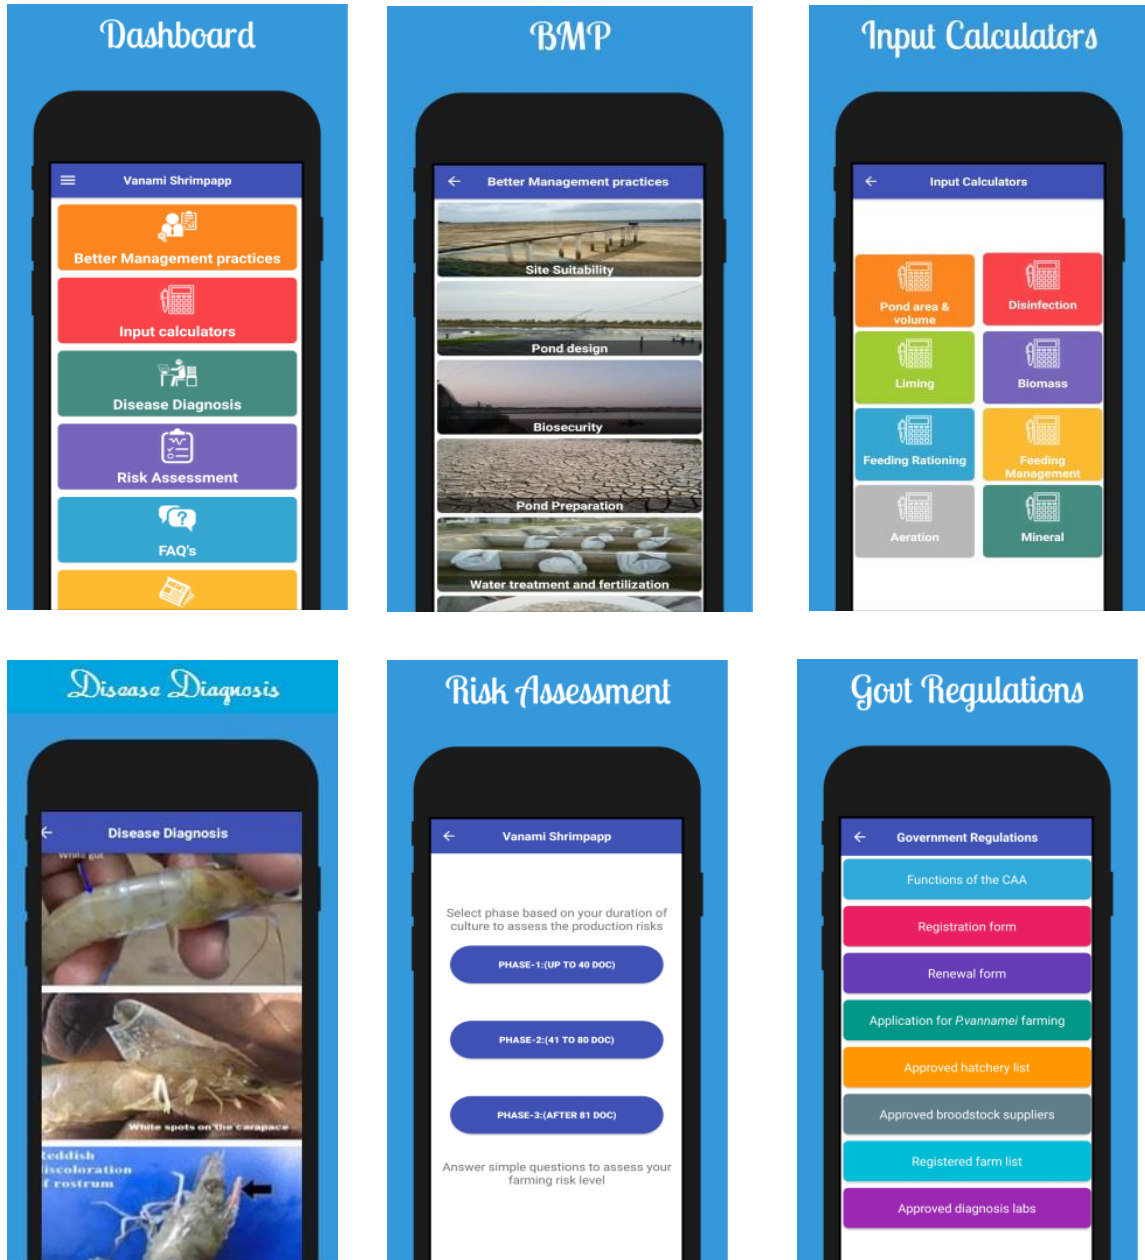 Dashboard
Vanami Shrimpapp
Better Management practices
Input calculators
Disease Diagnosis
Risk Assessment
FAQ's
BMP
Better Management practices
Site Suitability
Pond design
Biosecurity
Pond Preparation
Water treatment and fertilization
Input Calculators
Input Calculators
Pond area &
volume
Disinfection
Liming
Biomass
Feeding Rationing
Feeding
Management
Aeration
Mineral
Disease Diagnosis
Disease Diagnosis
White gut
White spots on the carapace
Reddish
discoloration
of rostrum
Risk Assessment
Vanami Shrimpapp
Select phase based on your duration of
culture to assess the production risks
PHASE-1:(UP TO 40 DOC)
PHASE-2:(41 TO 80 DOC)
PHASE-3:(AFTER 81 DOC)
Answer simple questions to assess your
farming risk level
Govt Regulations
Government Regulations
Functions of the CAA
Registration form
Renewal form
Application for P.vannamei farming
Approved hatchery list
Approved broodstock suppliers
Registered farm list
Approved diagnosis labs